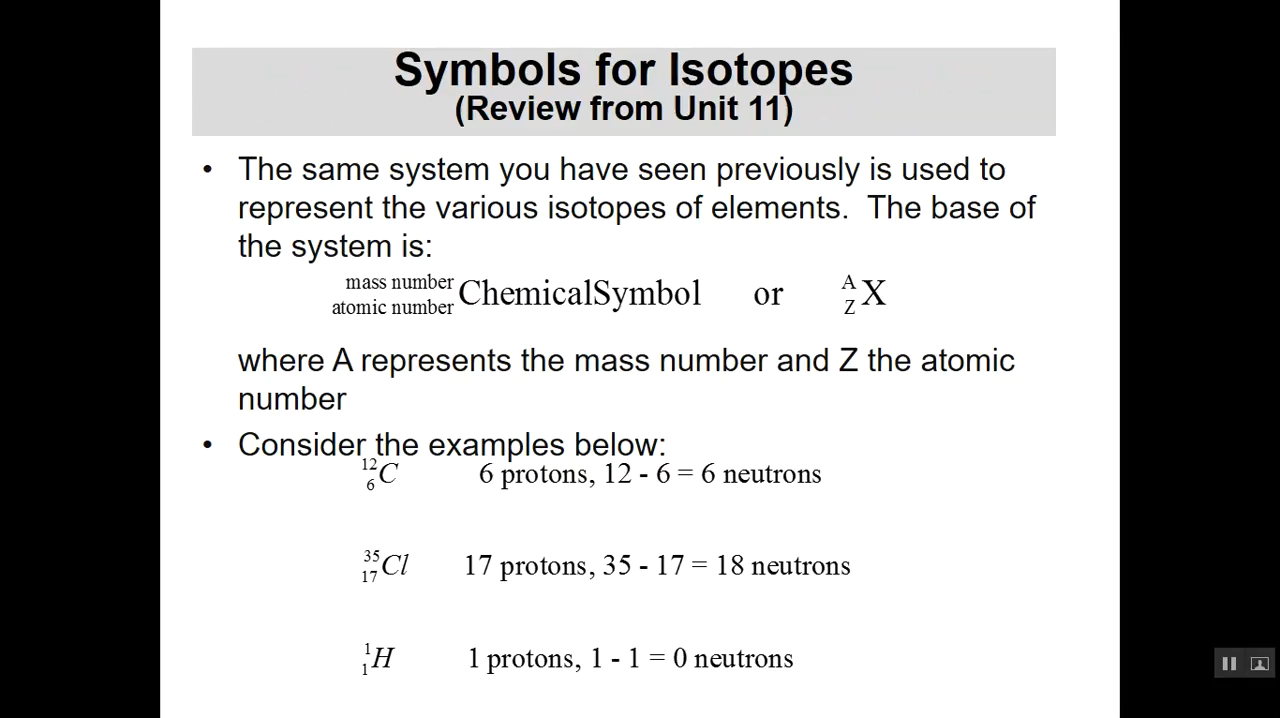 Symbols for Isotopes
(Review from Unit 11)
• The same system you have seen previously is used to
represent the various isotopes of elements.  The base of
the system is:
mass number
atomic number ChemicalSymbol or A Z X
where A represents the mass number and Z the atomic
number
• Consider the examples below:
12 6 C 6 protons, 12 - 6 = 6 neutrons
35 17 Cl 17 protons, 35 - 17 = 18 neutrons
1 1 H 1 protons, 1 - 1 = 0 neutrons